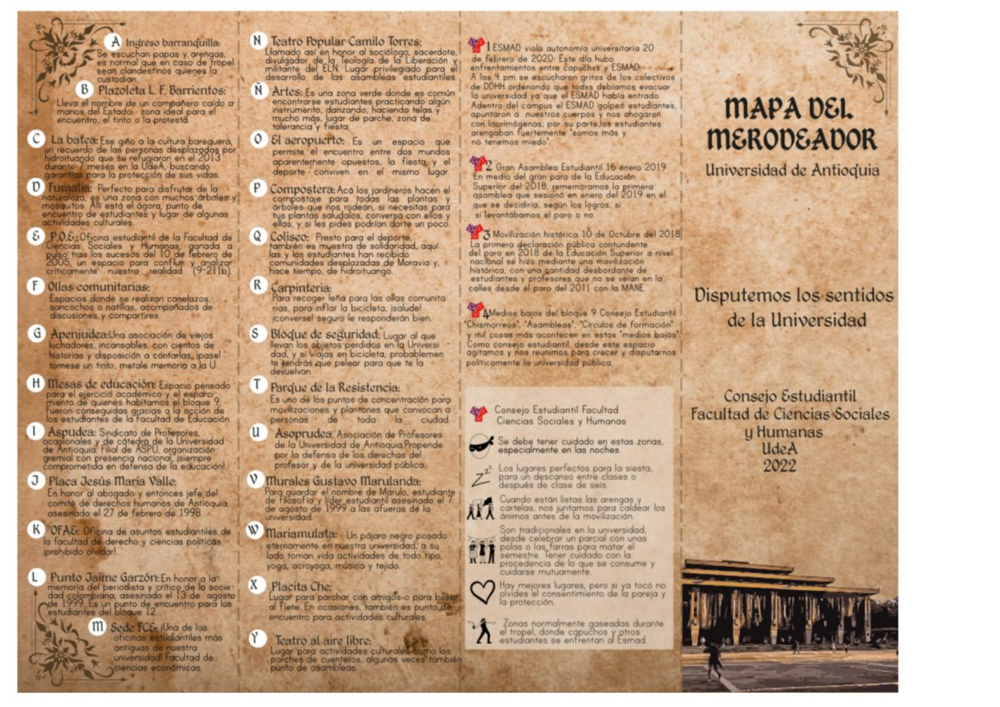 A Ingreso barranquilla:
Se escuchan papas y arengas,
es normal que en caso de tropel
sean clandestinos quienes la
custodian.
B Plazoleta L. F. Barrientos:
Lleva el nombre de un compañero caído a
manos del Estado, zona ideal para el
encuentro, el tinto o la protesta.
C La batea: Ese giño a la cultura barequera,
un recuerdo de las personas desplazadas por
hidroituando que se refugiaron en el 2013
durante 7 meses en la UdeA, buscando
garantías para la protección de sus vidas.
D Fumalia: Perfecto para disfrutar de la
naturaleza, es una zona con muchos árboles y
mosquitos. Allí está el ágora, punto de
encuentro de estudiantes y lugar de algunas
actividades culturales.
E P.O.E: Oficina estudiantil de la Facultad de
Ciencias Sociales y Humanas, ganada a
pulso tras los sucesos del 10 de febrero de
2005, un espacio para confluir y analizar
críticamente nuestra realidad (9-211b).
F Ollas comunitarias:
Espacios donde se realizan canelazos,
sancochos o natillas, acompañados de
discusiones y compartires.
G Apenjudea: Una asociación de viejos
luchadores, incansables, con cientos de
historias y disposición a contarlas, ¡pase!
tomese un tinto, metale memoria a la U.
H Mesas de educación: Espacio pensado
para el ejercicio académico y el esparci-
miento de quienes habitamos el bloque 9.
Fueron conseguidas gracias a la acción de
los estudiantes de la Facultad de Educación.
I Aspudea: Sindicato de Profesores,
ocasionales y de cátedra de la Universidad
de Antioquia. Filial de ASPU, organización
gremial con presencia nacional, ¡siempre
comprometida en defensa de la educación!
J Placa Jesús María Valle:
En honor al abogado y entonces jefe del
comité de derechos humanos de Antioquia,
asesinado el 27 de febrero de 1998.
K OFAE: Oficina de asuntos estudiantiles de
la facultad de derecho y ciencias políticas
¡prohibido olvidar!.
L Punto Jaime Garzón: En honor a la
memoria del periodista y crítico de la socie
dad colombiana, asesinado el 13 de agosto
de 1999. Es un punto de encuentro para los
estudiantes del bloque 12.
M Sede FCE: ¡Una de las
oficinas estudiantiles más
antiguas de nuestra
universidad! Facultad de
ciencias económicas.
N Teatro Popular Camilo Torres:
Llamado así en honor al sociólogo, sacerdote,
divulgador de la Teología de la Liberación y
militante del ELN. Lugar privilegiado para el
desarrollo de las asambleas estudiantiles.
Ñ Artes: Es una zona verde donde es común
encontrarse estudiantes practicando algún
instrumento, danzando, haciendo telas y
mucho más, lugar de parche, zona de
tolerancia y fiesta.
O El aeropuerto: Es un espacio que
permite el encuentro entre dos mundos
aparentemente opuestos, la fiesta y el
deporte conviven en el mismo lugar.
P Compostera: Acá los jardineros hacen el
compostaje para todas las plantas y
árboles que nos rodean, si necesitas para
tus plantas saludalos, conversa con ellos y
ellas, y si les pides podrían darte un poco.
Q Coliseo: Presto para el deporte,
también es muestra de solidaridad, aquí
las y los estudiantes han recibido
comunidades desplazadas de Moravia y,
hace tiempo, de hidroituango.
R Carpinteria:
Para recoger leña para las ollas comunita
rias, para inflar la bicicleta, ¡salude!
¡converse! seguro le responderán bien.
S Bloque de seguridad: Lugar al que
llevan los objetos perdidos en la Universi
dad, y si viajas en bicicleta, probablemen
te tendrás que pelear para que te la
devuelvan.
T Parque de la Resistencia:
Es uno de los puntos de concentración para
movilizaciones y plantones que convocan a
personas de toda la ciudad.
U Asoprudea: Asociación de Profesores
de la Universidad de Antioquia.Propende
por la defensa de los derechos del
profesor y de la universidad pública.
V Murales Gustavo Marulanda:
Para guardar el nombre de Marulo, estudiante
de filosofía y líder estudiantil asesinado el 7
de agosto de 1999 a las afueras de la
universidad.
W Mariamulata: Un pájaro negro posado
eternamente en nuestra universidad, a su
lado toman vida actividades de todo tipo,
yoga, acroyoga, música y tejido.
X Placita Che:
Lugar para parchar con amigos o para besar
al flete. En ocasiones, también es punto de
encuentro para actividades culturales.
Y Teatro al aire libre:
Lugar para actividades culturales como los
parches de cuenteros, algunas veces también
punto de asambleas.
1 ESMAD viola autonomía universitaria 20
de febrero de 2020: Este día hubo
enfrentamientos entre capuchxs y ESMAD.
A las 4 pm se escucharon gritos de los colectivos
de DDHH ordenando que todxs debíamos evacuar
la universidad ya que el ESMAD había entrado.
Adentro del campus el ESMAD golpeó estudiantes,
apuntaron a nuestros cuerpos y nos ahogaron
con lacrimógenas; por su parte,los estudiantes
arengaban fuertemente "somos más y
no tenemos miedo".
2 Gran Asamblea Estudiantil 16 enero 2019
En medio del gran paro de la Educación
Superior del 2018, rememoramos la primera
asamblea que sesionó en enero del 2019 en el
que se decidiría, según los logros, si
si levantábamos el paro o no.
3 Movilización histórica 10 de Octubre del 2018
La primera declaración pública contundente
del paro en 2018 de la Educación Superior a nivel
nacional se hizo mediante una movilización
histórica, con una cantidad desbordante de
estudiantes y profesores que no se veían en la
calles desde el paro del 2011 con la MANE.
4 Medios bajos del bloque 9 Consejo Estudiantil
"Chismorreos", "Asambleas", "Círculos de formación"
y mil cosas más acontecen en estos "medios bajos".
Como consejo estudiantil, desde este espacio
agitamos y nos reunimos para crecer y disputarnos
políticamente la universidad pública.
Consejo Estudiantil Facultad
Ciencias Sociales y Humanas
Se debe tener cuidado en estas zonas,
especialmente en las noches.
Zzz
Los lugares perfectos para la siesta,
para un descanso entre clases o
después de clase de seis.
Cuando están listas las arengas y
cartelas, nos juntamos para caldear los
ánimos antes de la movilización.
Son tradicionales en la universidad,
desde celebrar un parcial con unas
polas o las farras para matar el
semestre. Tener cuidado con la
procedencia de lo que se consume y
cuidarse mutuamente.
Hay mejores lugares, pero si ya tocó no
olvides el consentimiento de la pareja y
la protección.
Zonas normalmente gaseadas durante
el tropel, donde capuchos y otros
estudiantes se enfrentan al Esmad.
MAPA DEL
MERODEADOR
Universidad de Antioquia
Disputemos los sentidos
de la Universidad
Consejo Estudiantil
Facultad de Ciencias Sociales
y Humanas
UdeA
2022